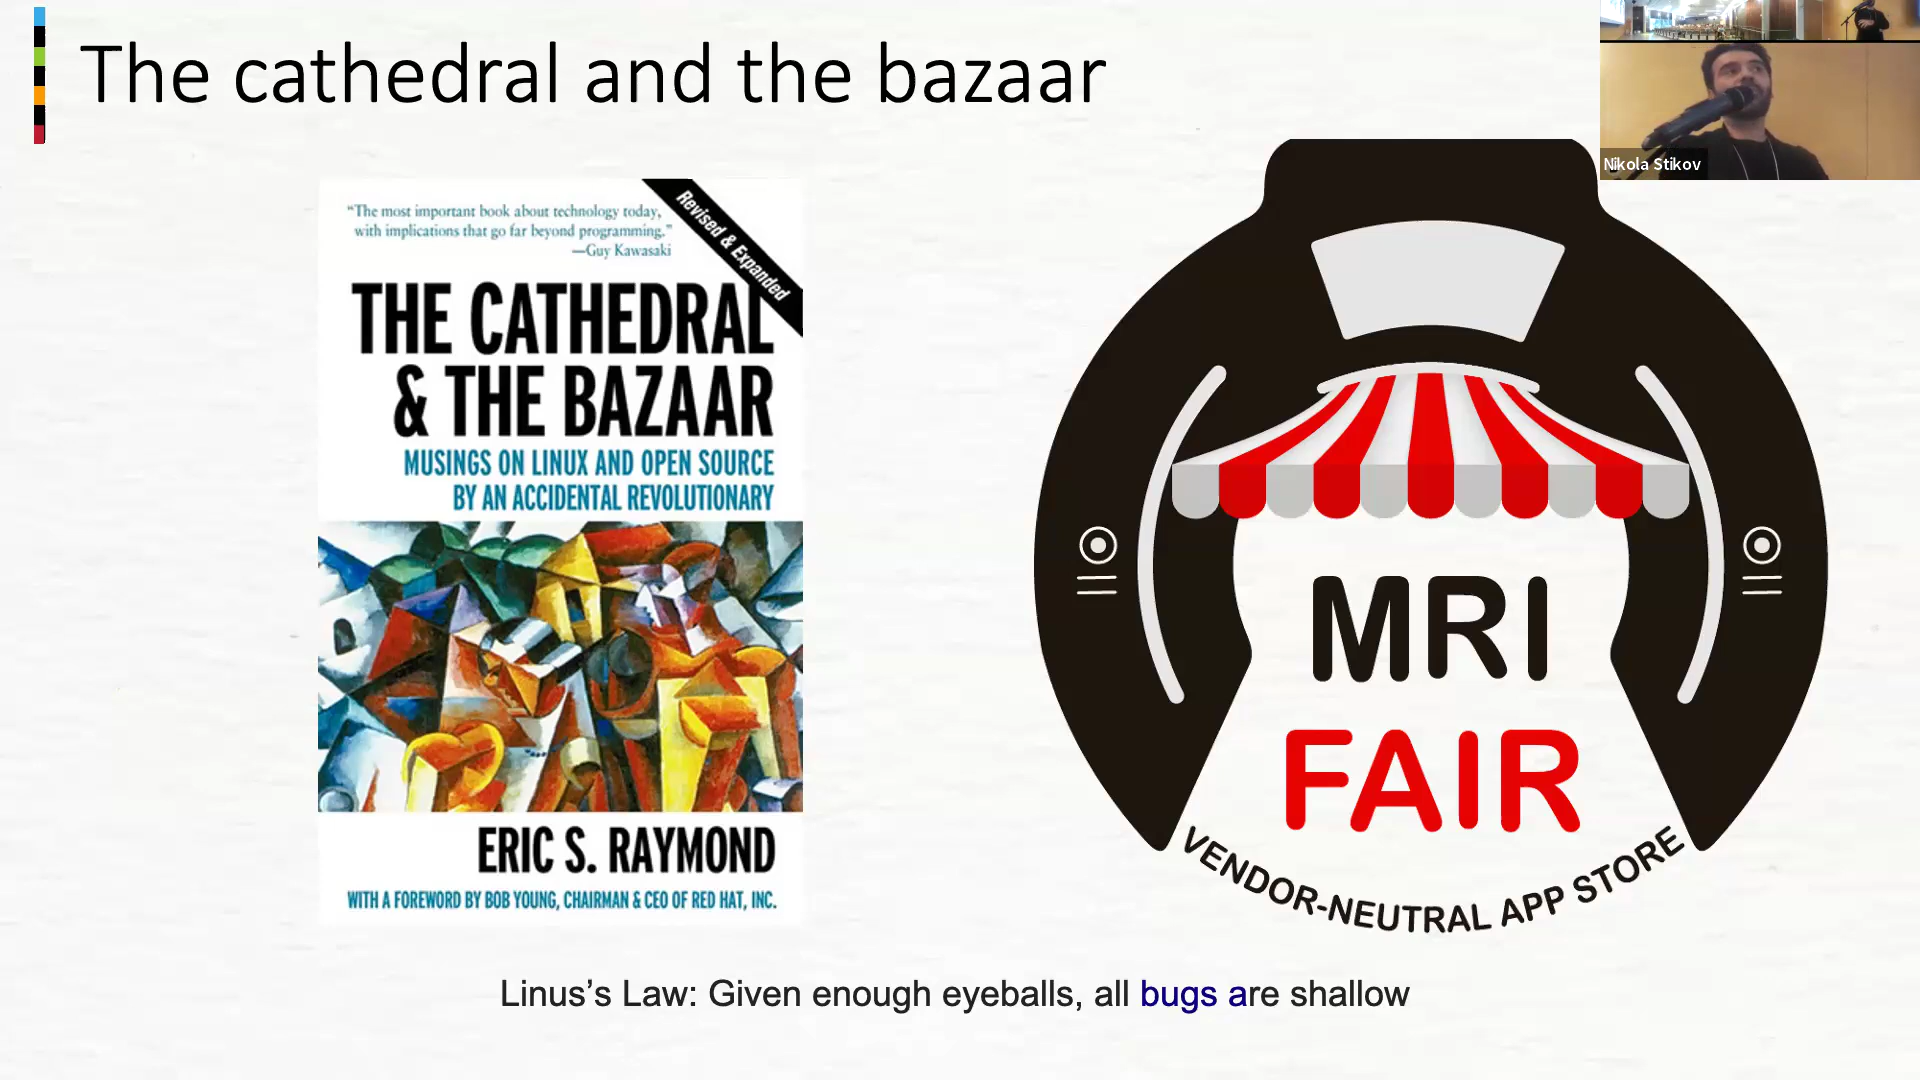 The cathedral and the bazaar
Nikola Stikov
“The most important book about technology today,
with implications that go far beyond programming.”
—Guy Kawasaki
Revised & Expanded
THE CATHEDRAL
& THE BAZAAR
MUSINGS ON LINUX AND OPEN SOURCE
BY AN ACCIDENTAL REVOLUTIONARY
ERIC S. RAYMOND
WITH A FOREWORD BY BOB YOUNG, CHAIRMAN & CEO OF RED HAT, INC.
MRI
FAIR
VENDOR-NEUTRAL APP STORE
Linus’s Law: Given enough eyeballs, all bugs are shallow